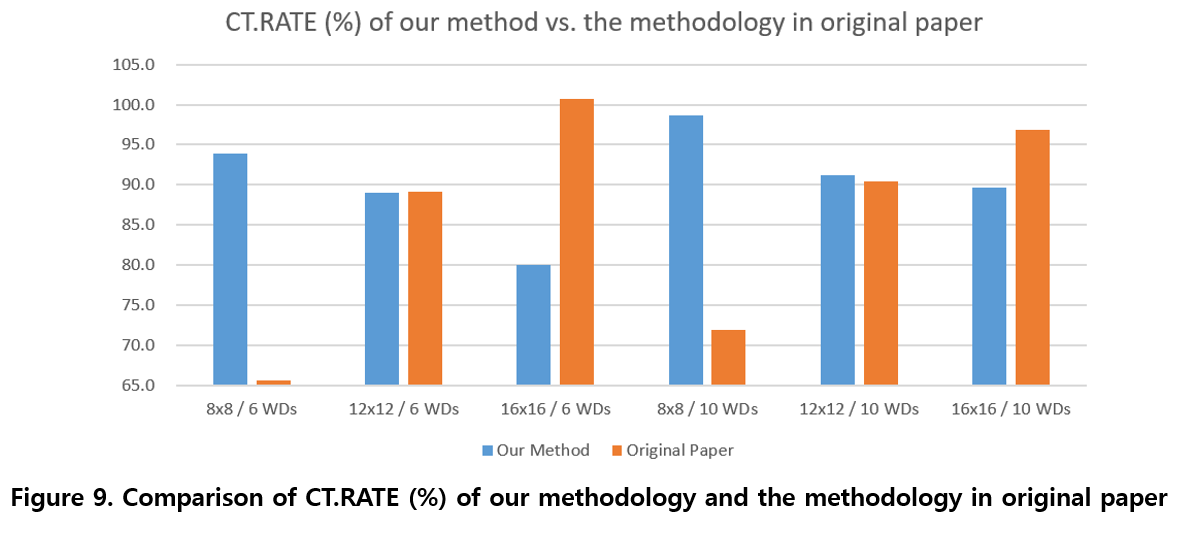 CT.RATE (%) of our method vs. the methodology in original paper
105.0
100.0
95.0
90.0
85.0
80.0
75.0
70.0
65.0
8x8 / 6 WDs 12x12 / 6 WDs 16x16 / 6 WDs 8x8 / 10 WDs 12x12 / 10 WDs 16x16 / 10 WDs
Our Method Original Paper
Figure 9. Comparison of CT.RATE (%) of our methodology and the methodology in original paper